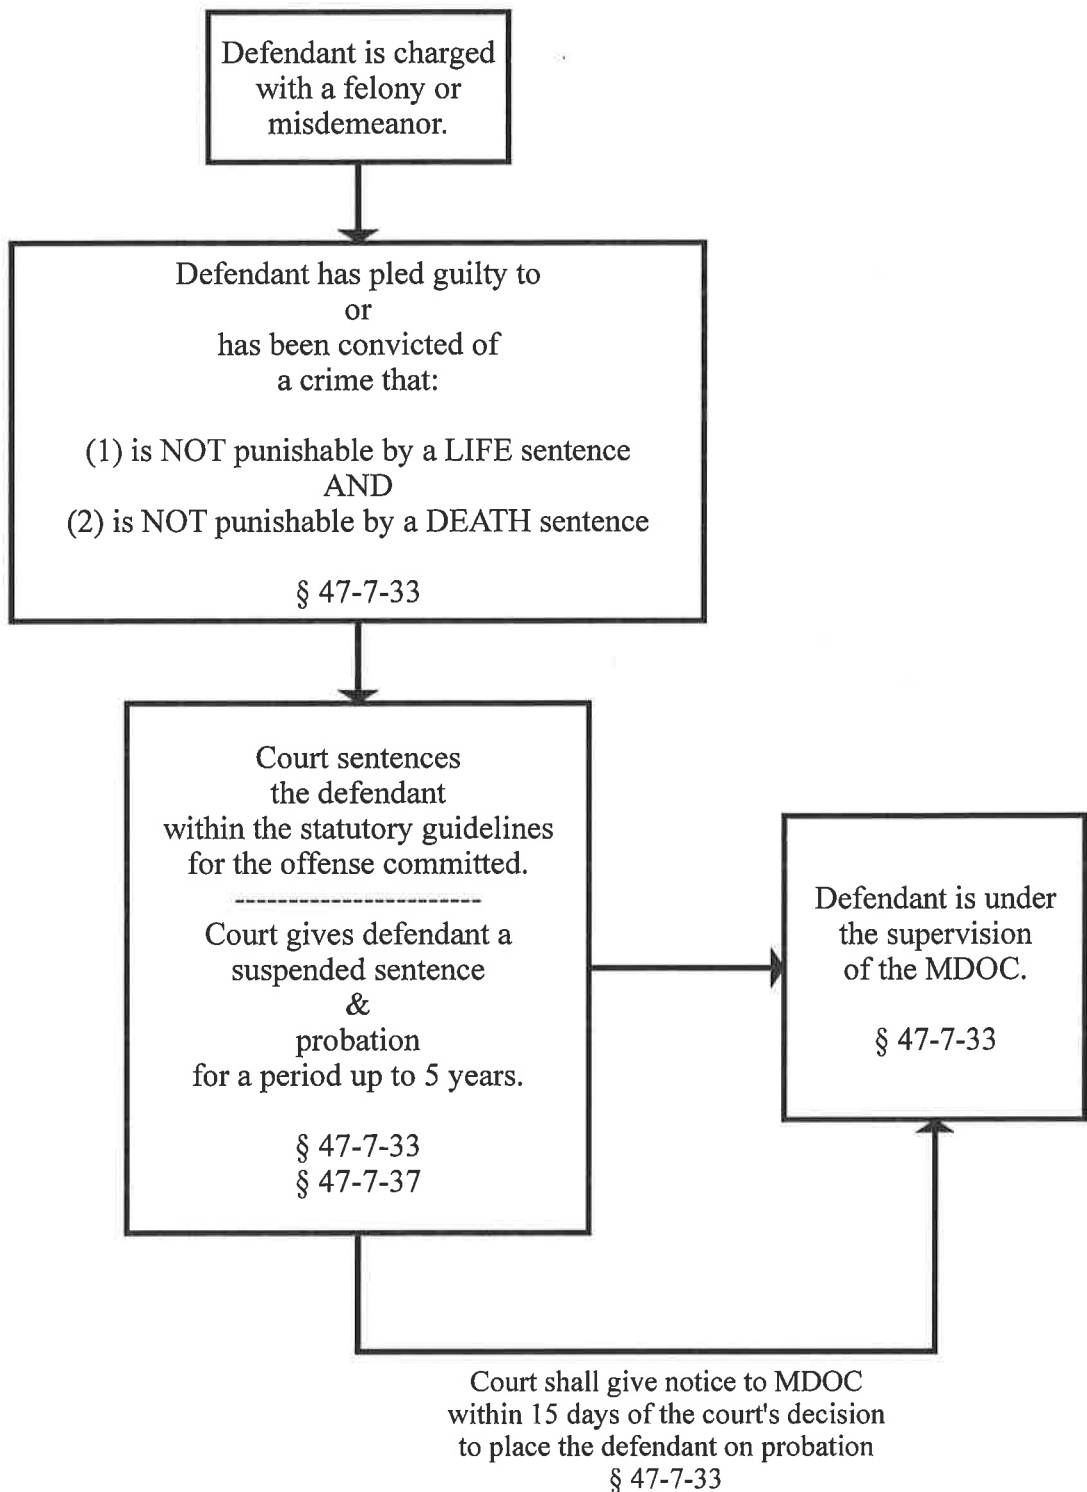 Defendant is charged
with a felony or
misdemeanor.
Defendant has pled guilty to
or
has been convicted of
a crime that:
(1) is NOT punishable by a LIFE sentence
AND
(2) is NOT punishable by a DEATH sentence
§ 47-7-33
Court sentences
the defendant
within the statutory guidelines
for the offense committed.
-----------------------
Court gives defendant a
suspended sentence
&
probation
for a period up to 5 years.
§ 47-7-33
§ 47-7-37
Defendant is under
the supervision
of the MDOC.
§ 47-7-33
Court shall give notice to MDOC
within 15 days of the court's decision
to place the defendant on probation
§ 47-7-33